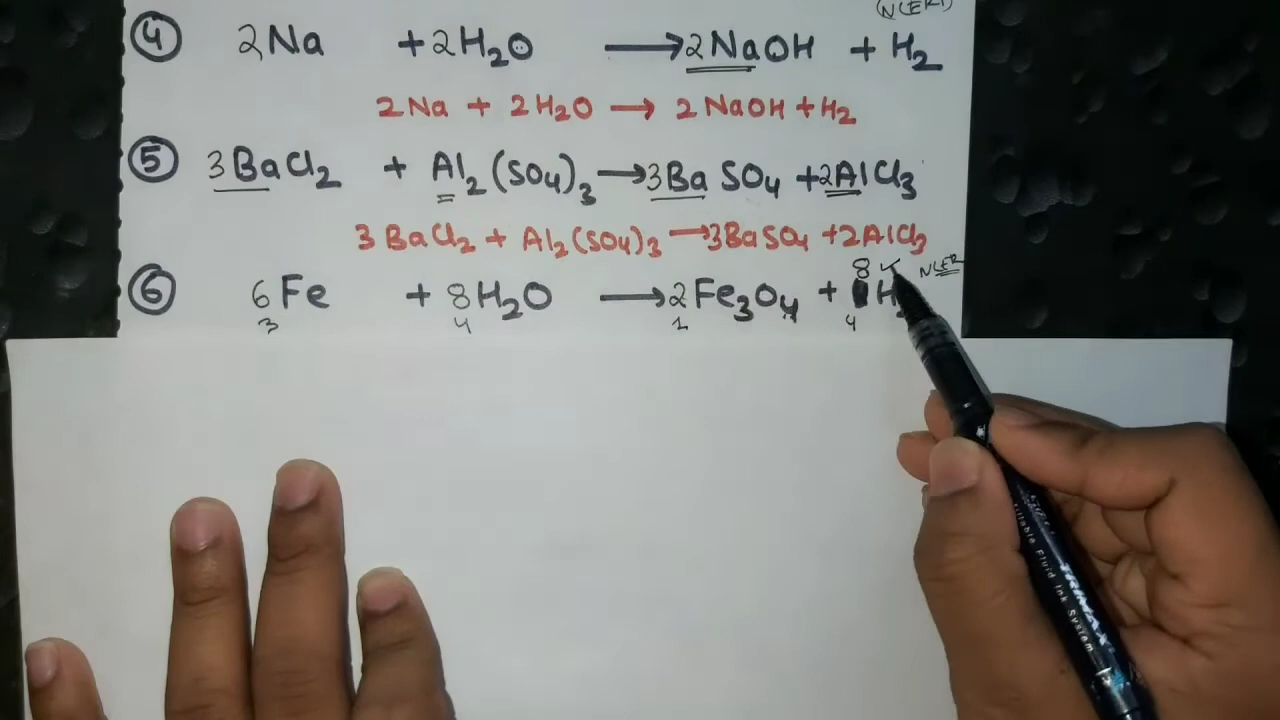 (NCERT)
④ 2Na + 2H₂O ⟶ 2NaOH + H₂
2Na + 2H₂O ⟶ 2NaOH + H₂
⑤ 3BaCl₂ + Al₂(SO₄)₃ ⟶ 3BaSO₄ + 2AlCl₃
3BaCl₂ + Al₂(SO₄)₃ ⟶ 3BaSO₄ + 2AlCl₃
8 ✓ NCER
⑥ 6Fe + 8H₂O ⟶ 2Fe₃O₄ + H
3 4 1 4